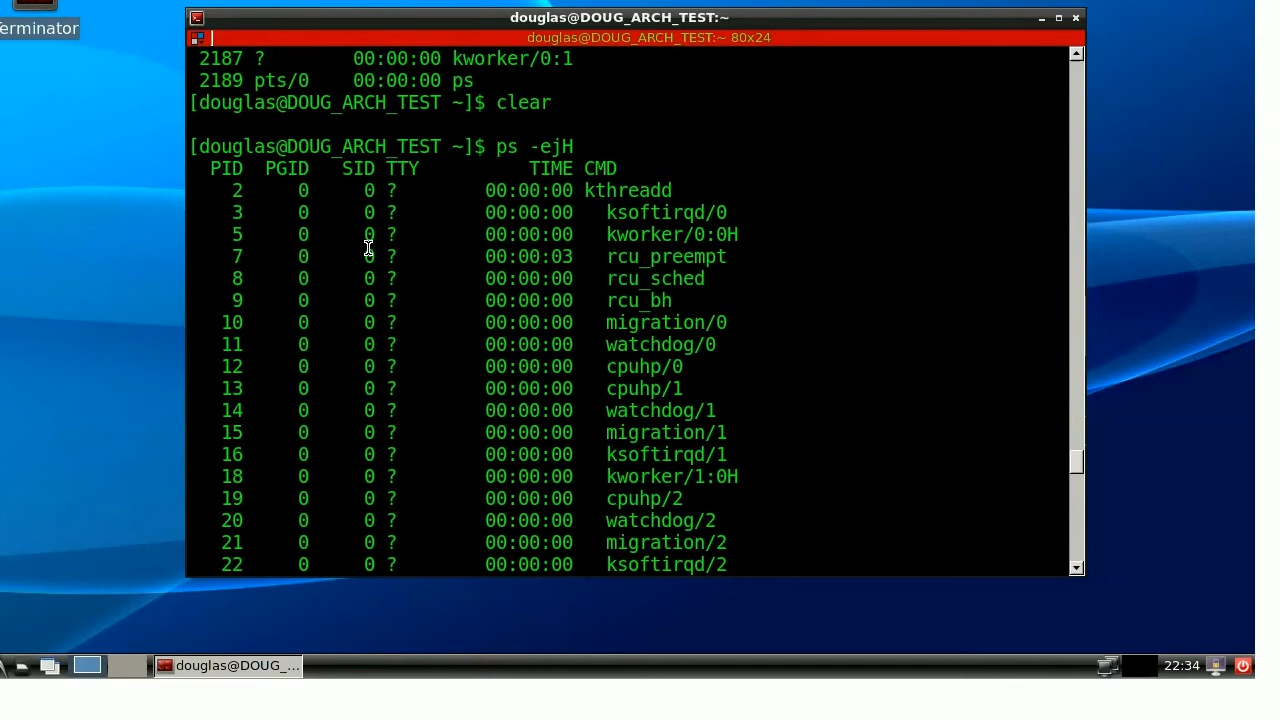 Terminator
douglas@DOUG_ARCH_TEST:~
douglas@DOUG_ARCH_TEST:~ 80x24
2187 ? 00:00:00 kworker/0:1
2189 pts/0 00:00:00 ps
[douglas@DOUG_ARCH_TEST ~]$ clear
[douglas@DOUG_ARCH_TEST ~]$ ps -ejH
PID PGID SID TTY TIME CMD
2 0 0 ? 00:00:00 kthreadd
3 0 0 ? 00:00:00 ksoftirqd/0
5 0 0 ? 00:00:00 kworker/0:0H
7 0 0 ? 00:00:03 rcu_preempt
8 0 0 ? 00:00:00 rcu_sched
9 0 0 ? 00:00:00 rcu_bh
10 0 0 ? 00:00:00 migration/0
11 0 0 ? 00:00:00 watchdog/0
12 0 0 ? 00:00:00 cpuhp/0
13 0 0 ? 00:00:00 cpuhp/1
14 0 0 ? 00:00:00 watchdog/1
15 0 0 ? 00:00:00 migration/1
16 0 0 ? 00:00:00 ksoftirqd/1
18 0 0 ? 00:00:00 kworker/1:0H
19 0 0 ? 00:00:00 cpuhp/2
20 0 0 ? 00:00:00 watchdog/2
21 0 0 ? 00:00:00 migration/2
22 0 0 ? 00:00:00 ksoftirqd/2
douglas@DOUG_...
22:34